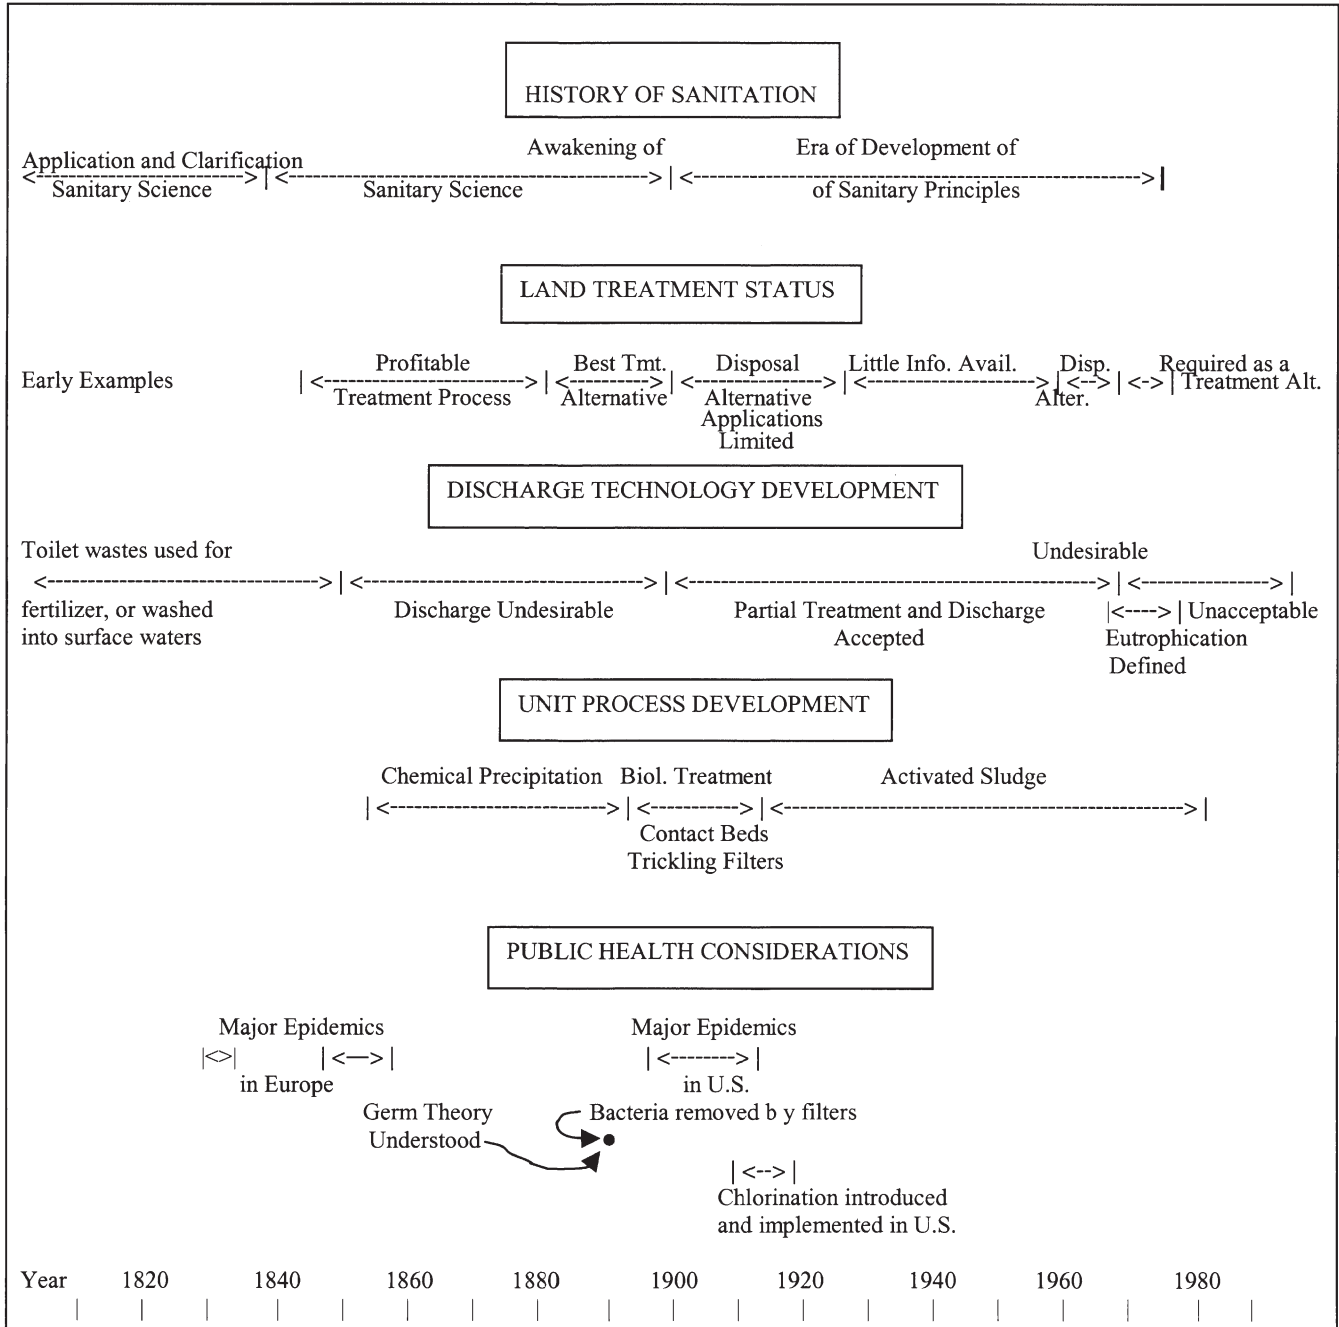 HISTORY OF SANITATION
Application and Clarification Awakening of Era of Development of
Sanitary Science Sanitary Science of Sanitary Principles
LAND TREATMENT STATUS
Profitable Best Tmt. Disposal Little Info. Avail. Disp. Required as a
Early Examples Treatment Alt.
Treatment Process Alternative Alternative Alter.
Applications
Limited
DISCHARGE TECHNOLOGY DEVELOPMENT
Toilet wastes used for Undesirable
fertilizer, or washed Discharge Undesirable Partial Treatment and Discharge Unacceptable
into surface waters Accepted Eutrophication
Defined
UNIT PROCESS DEVELOPMENT
Chemical Precipitation Biol. Treatment Activated Sludge
Contact Beds
Trickling Filters
PUBLIC HEALTH CONSIDERATIONS
Major Epidemics Major Epidemics
in Europe in U.S.
Germ Theory Bacteria removed b y filters
Understood
Chlorination introduced
and implemented in U.S.
Year 1820 1840 1860 1880 1900 1920 1940 1960 1980